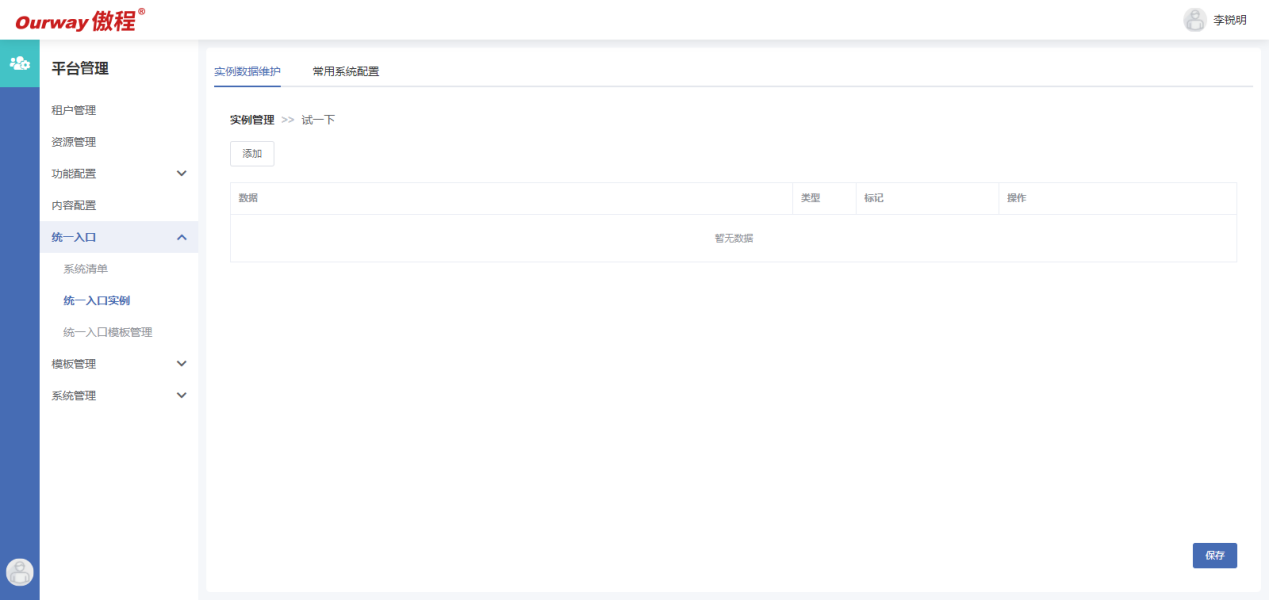 Ourway 傲程®
李锐明
平台管理
租户管理
资源管理
功能配置
内容配置
统一入口
系统清单
统一入口实例
统一入口模板管理
模板管理
系统管理
实例数据维护 常用系统配置
实例管理 >> 试一下
添加
数据 类型 标记 操作
暂无数据
保存